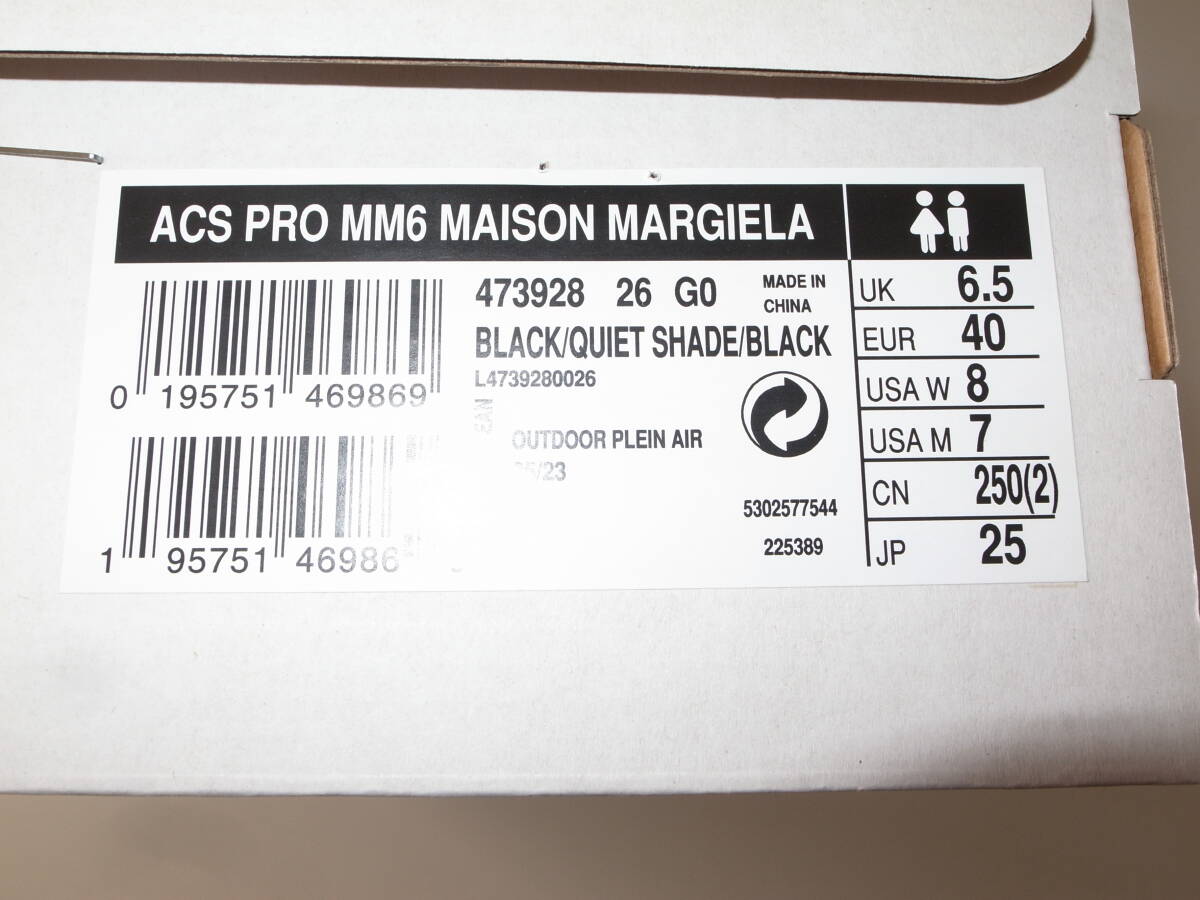 ACS PRO MM6 MAISON MARGIELA
473928 26 G0 MADE IN CHINA
BLACK/QUIET SHADE/BLACK
L4739280026
EAN
OUTDOOR PLEIN AIR
/23
5302577544
225389
0 195751 469869
1 95751 46986
UK 6.5
EUR 40
USA W 8
USA M 7
CN 250(2)
JP 25